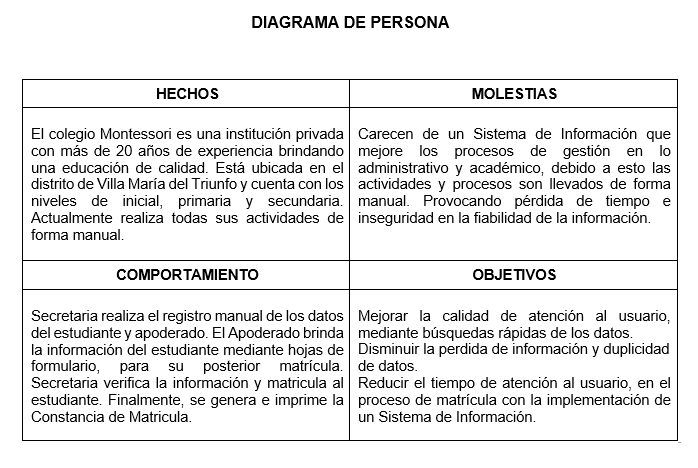 DIAGRAMA DE PERSONA
HECHOS
El colegio Montessori es una institución privada
con más de 20 años de experiencia brindando
una educación de calidad. Está ubicada en el
distrito de Villa María del Triunfo y cuenta con los
niveles de inicial, primaria y secundaria.
Actualmente realiza todas sus actividades de
forma manual.
MOLESTIAS
Carecen de un Sistema de Información que
mejore los procesos de gestión en lo
administrativo y académico, debido a esto las
actividades y procesos son llevados de forma
manual. Provocando pérdida de tiempo e
inseguridad en la fiabilidad de la información.
COMPORTAMIENTO
Secretaria realiza el registro manual de los datos
del estudiante y apoderado. El Apoderado brinda
la información del estudiante mediante hojas de
formulario, para su posterior matrícula.
Secretaria verifica la información y matricula al
estudiante. Finalmente, se genera e imprime la
Constancia de Matricula.
OBJETIVOS
Mejorar la calidad de atención al usuario,
mediante búsquedas rápidas de los datos.
Disminuir la perdida de información y duplicidad
de datos.
Reducir el tiempo de atención al usuario, en el
proceso de matrícula con la implementación de
un Sistema de Información.